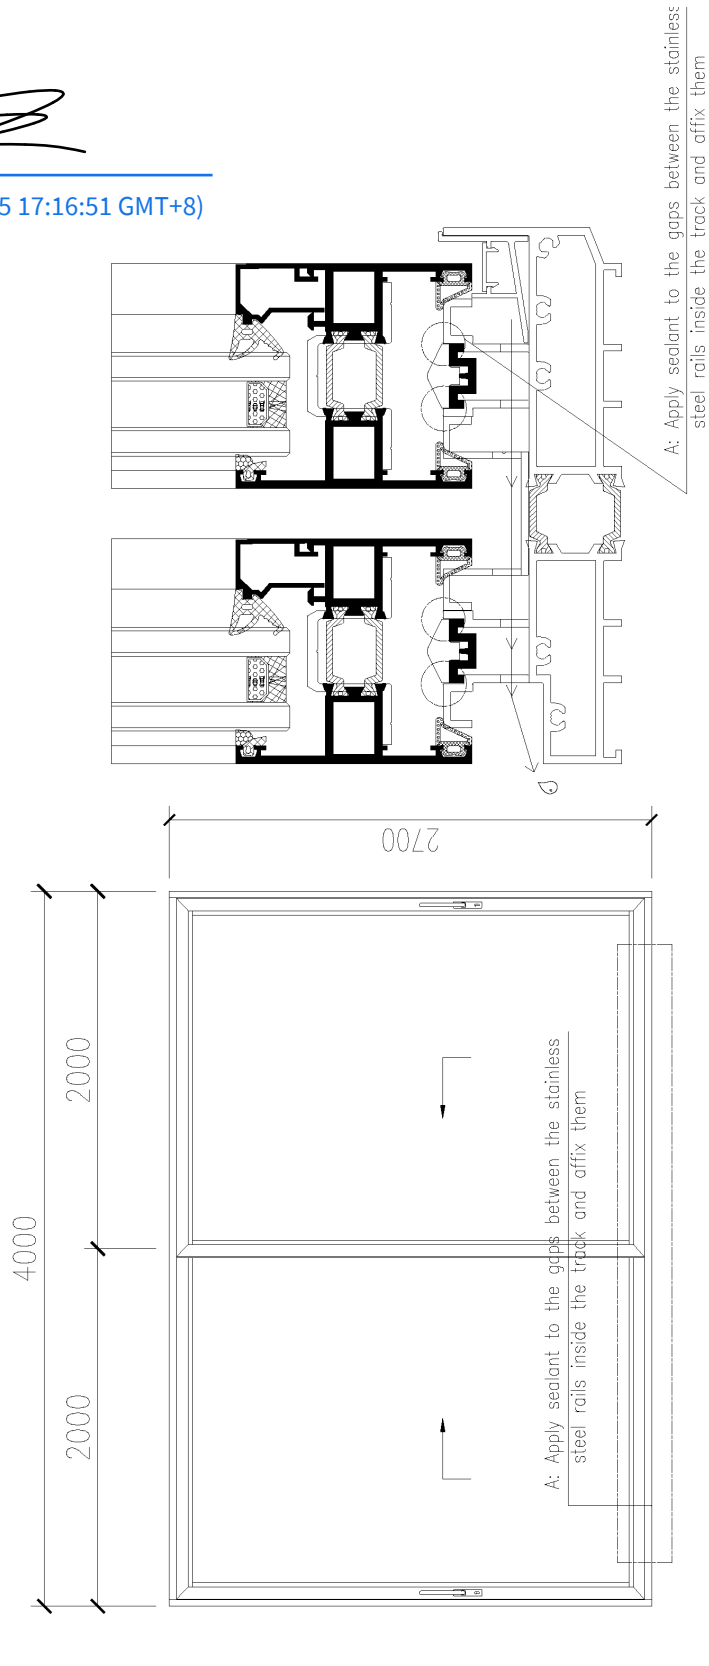 5 17:16:51 GMT+8)
A: Apply sealant to the gaps between the stainless
steel rails inside the track and affix them
2700
2000
4000
2000
A: Apply sealant to the gaps between the stainless
steel rails inside the track and affix them